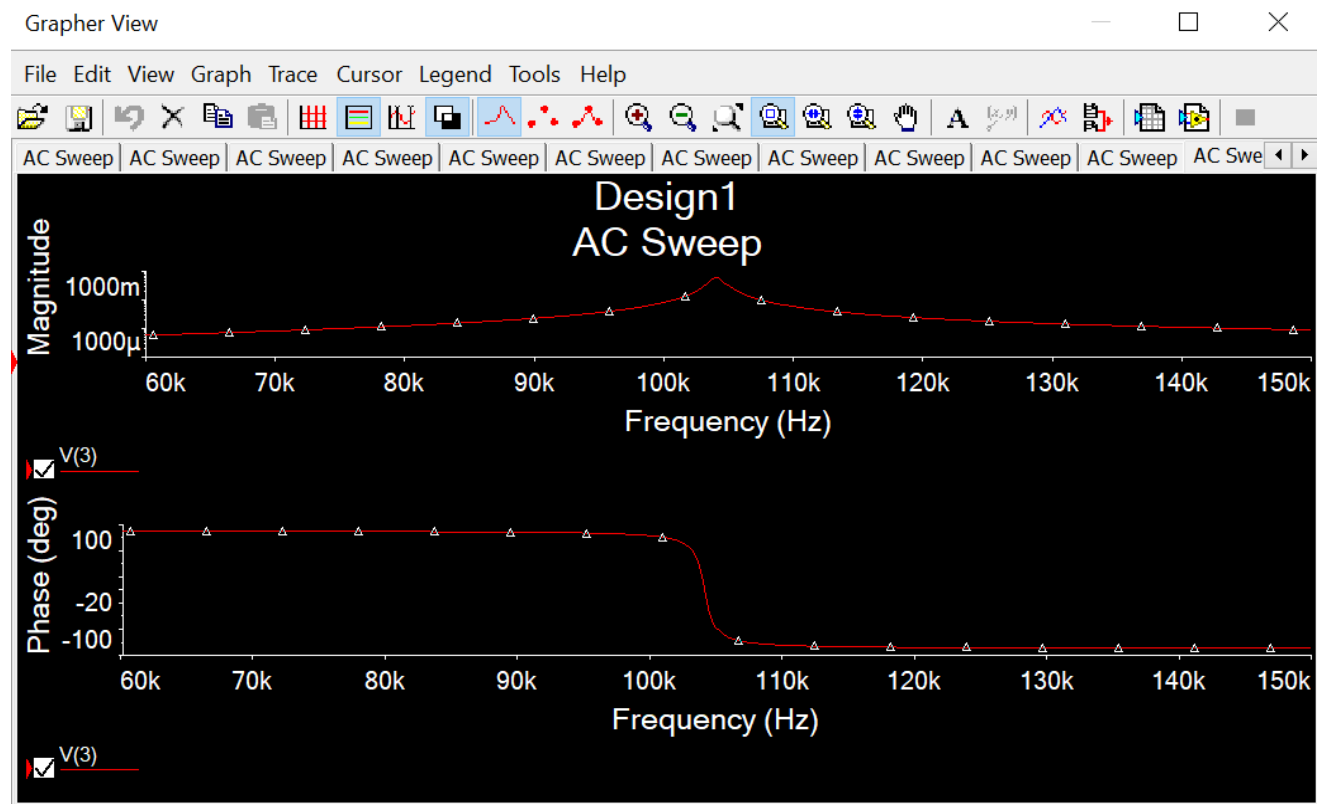 Grapher View
File Edit View Graph Trace Cursor Legend Tools Help
A (x,y)
AC Sweep AC Sweep AC Sweep AC Sweep AC Sweep AC Sweep AC Sweep AC Sweep AC Sweep AC Sweep AC Sweep AC Swe
Design1
AC Sweep
Magnitude
1000m
1000μ
60k 70k 80k 90k 100k 110k 120k 130k 140k 150k
Frequency (Hz)
V(3)
Phase (deg)
100
-20
-100
60k 70k 80k 90k 100k 110k 120k 130k 140k 150k
Frequency (Hz)
V(3)